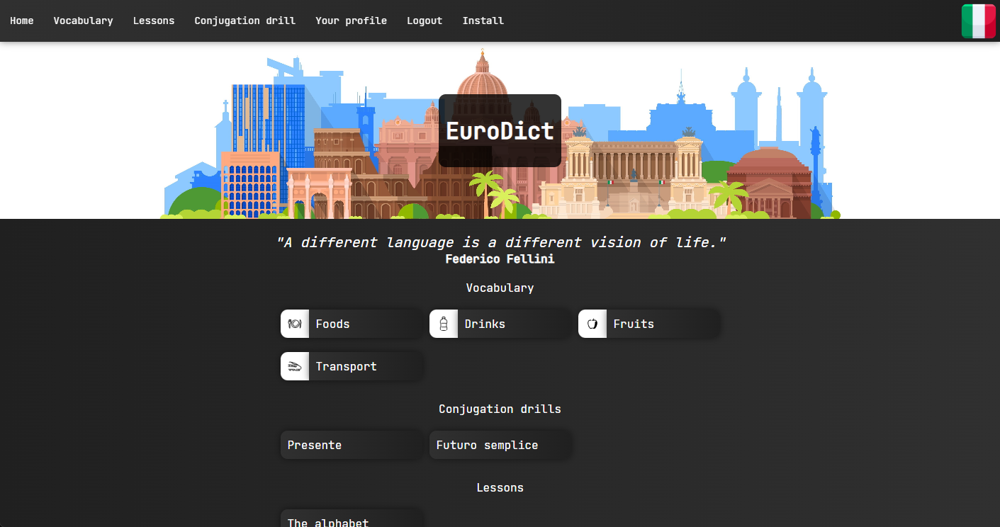 Home Vocabulary Lessons Conjugation drill Your profile Logout Install
EuroDict
"A different language is a different vision of life."
Federico Fellini
Vocabulary
Foods Drinks Fruits
Transport
Conjugation drills
Presente Futuro semplice
Lessons
The alphabet